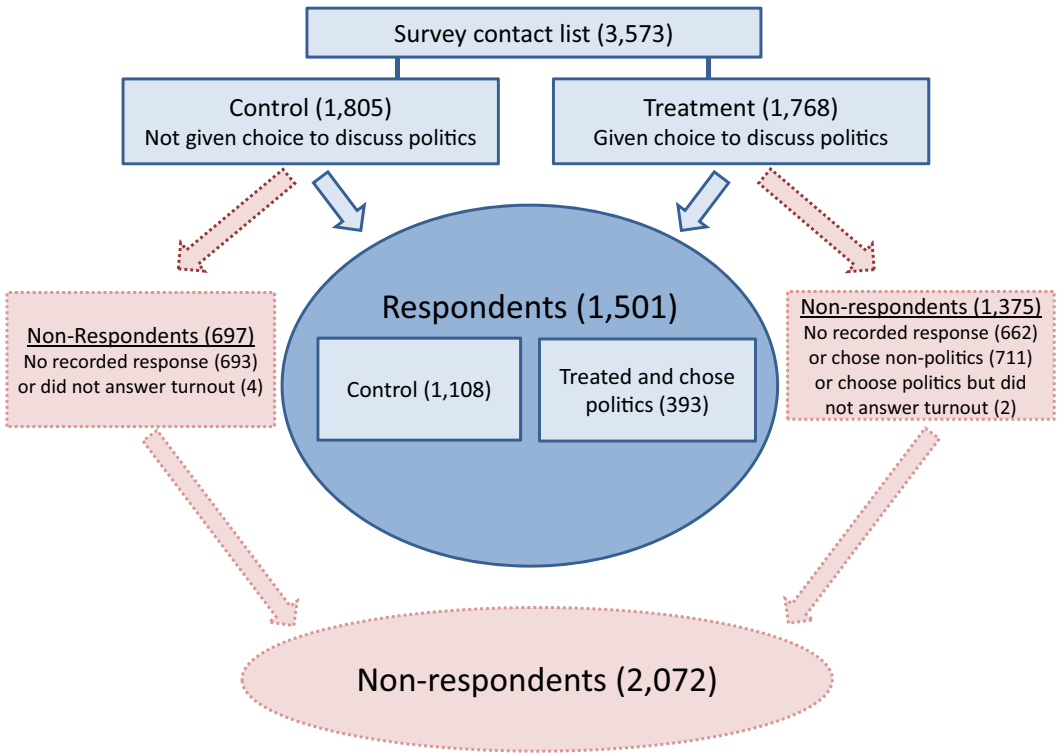 Survey contact list (3,573)
Control (1,805)
Not given choice to discuss politics
Treatment (1,768)
Given choice to discuss politics
Respondents (1,501)
Control (1,108)
Treated and chose
politics (393)
Non-Respondents (697)
No recorded response (693)
or did not answer turnout (4)
Non-respondents (1,375)
No recorded response (662)
or chose non-politics (711)
or choose politics but did
not answer turnout (2)
Non-respondents (2,072)